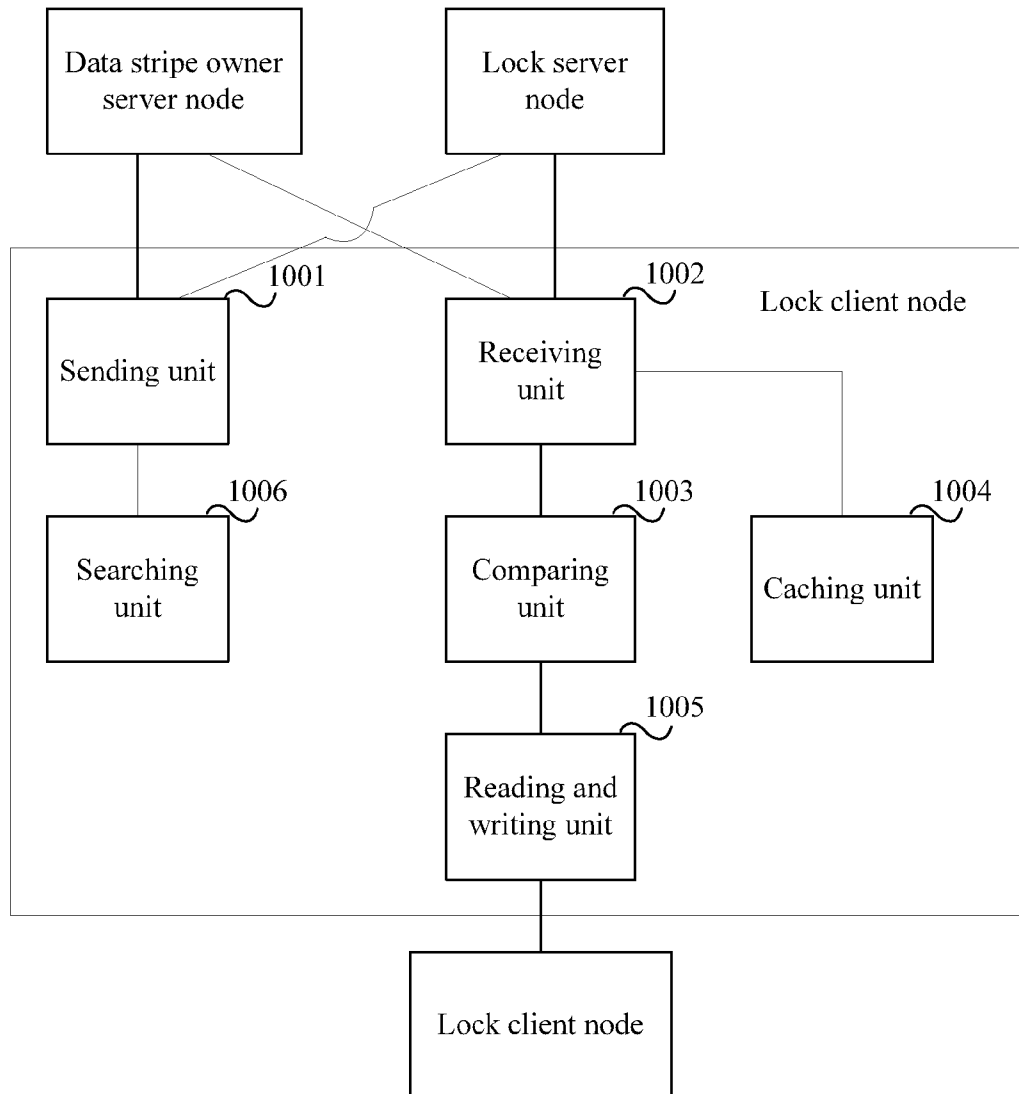 Data stripe owner
server node
Lock server
node
1001
1002
Lock client node
Sending unit
Receiving
unit
1006
1003
1004
Searching
unit
Comparing
unit
Caching unit
1005
Reading and
writing unit
Lock client node